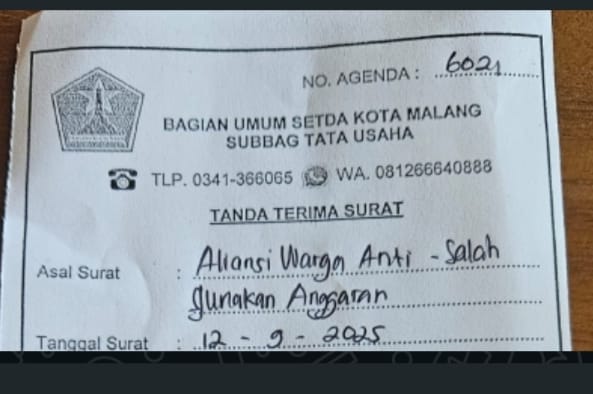 NO. AGENDA : 6021
BAGIAN UMUM SETDA KOTA MALANG
SUBBAG TATA USAHA
TLP. 0341-366065 WA. 081266640888
TANDA TERIMA SURAT
Asal Surat : Aliansi Warga Anti - Salah
gunakan Anggaran
Tanggal Surat : 12 - 9 - 2025